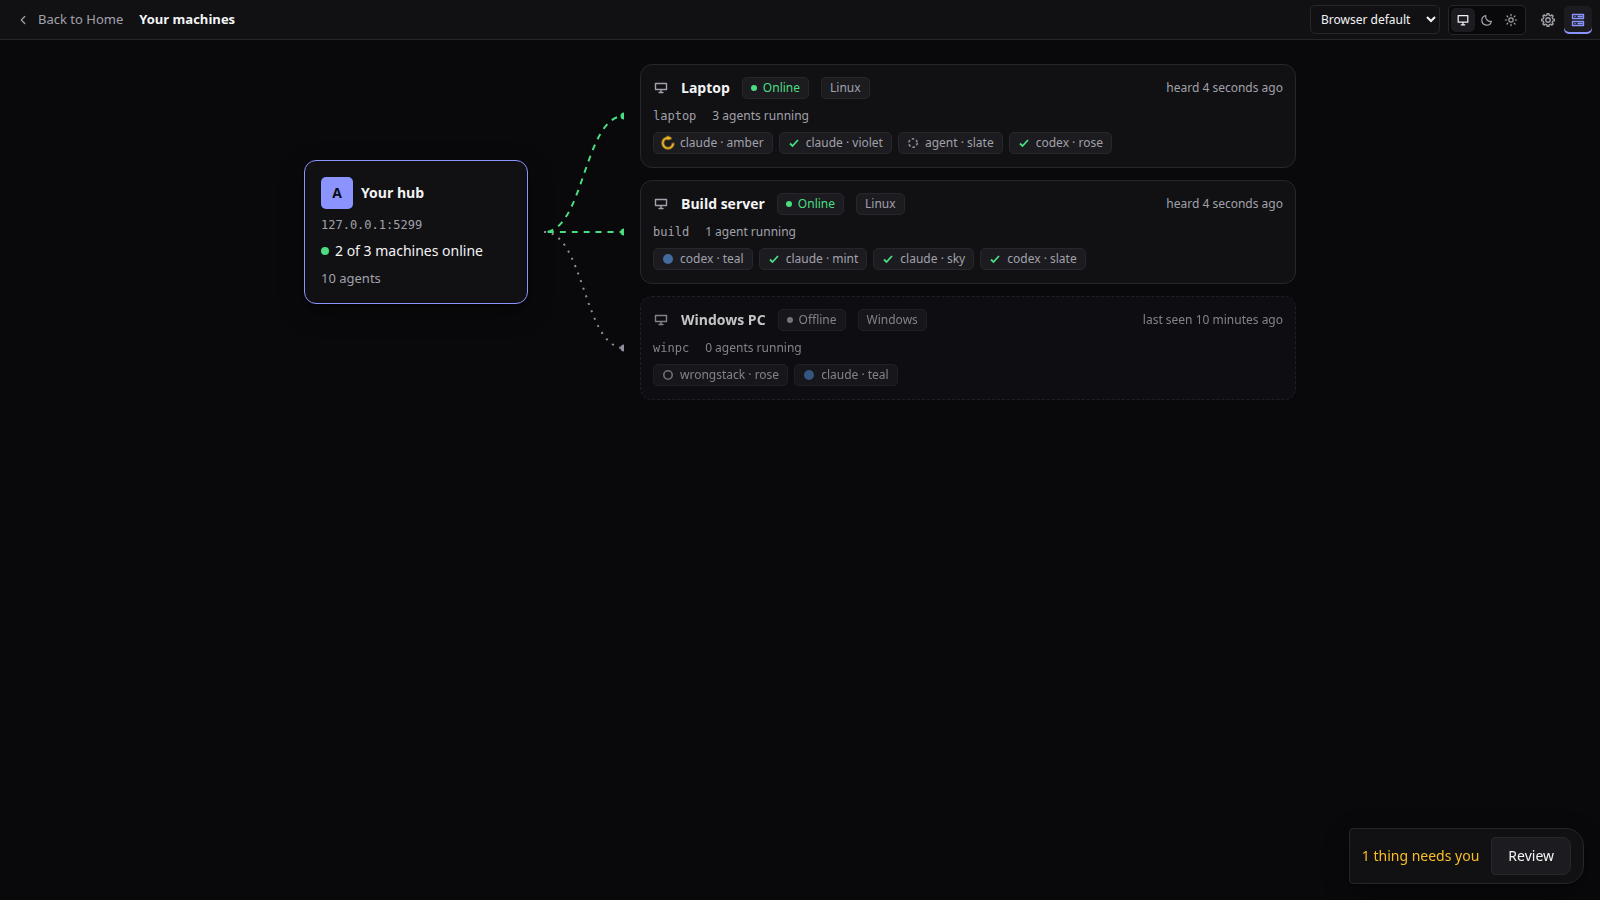 Back to Home Your machines Browser default
Laptop Online Linux heard 4 seconds ago
laptop 3 agents running
claude · amber claude · violet agent · slate codex · rose
A Your hub
127.0.0.1:5299
2 of 3 machines online
10 agents
Build server Online Linux heard 4 seconds ago
build 1 agent running
codex · teal claude · mint claude · sky codex · slate
Windows PC Offline Windows last seen 10 minutes ago
winpc 0 agents running
wrongstack · rose claude · teal
1 thing needs you Review